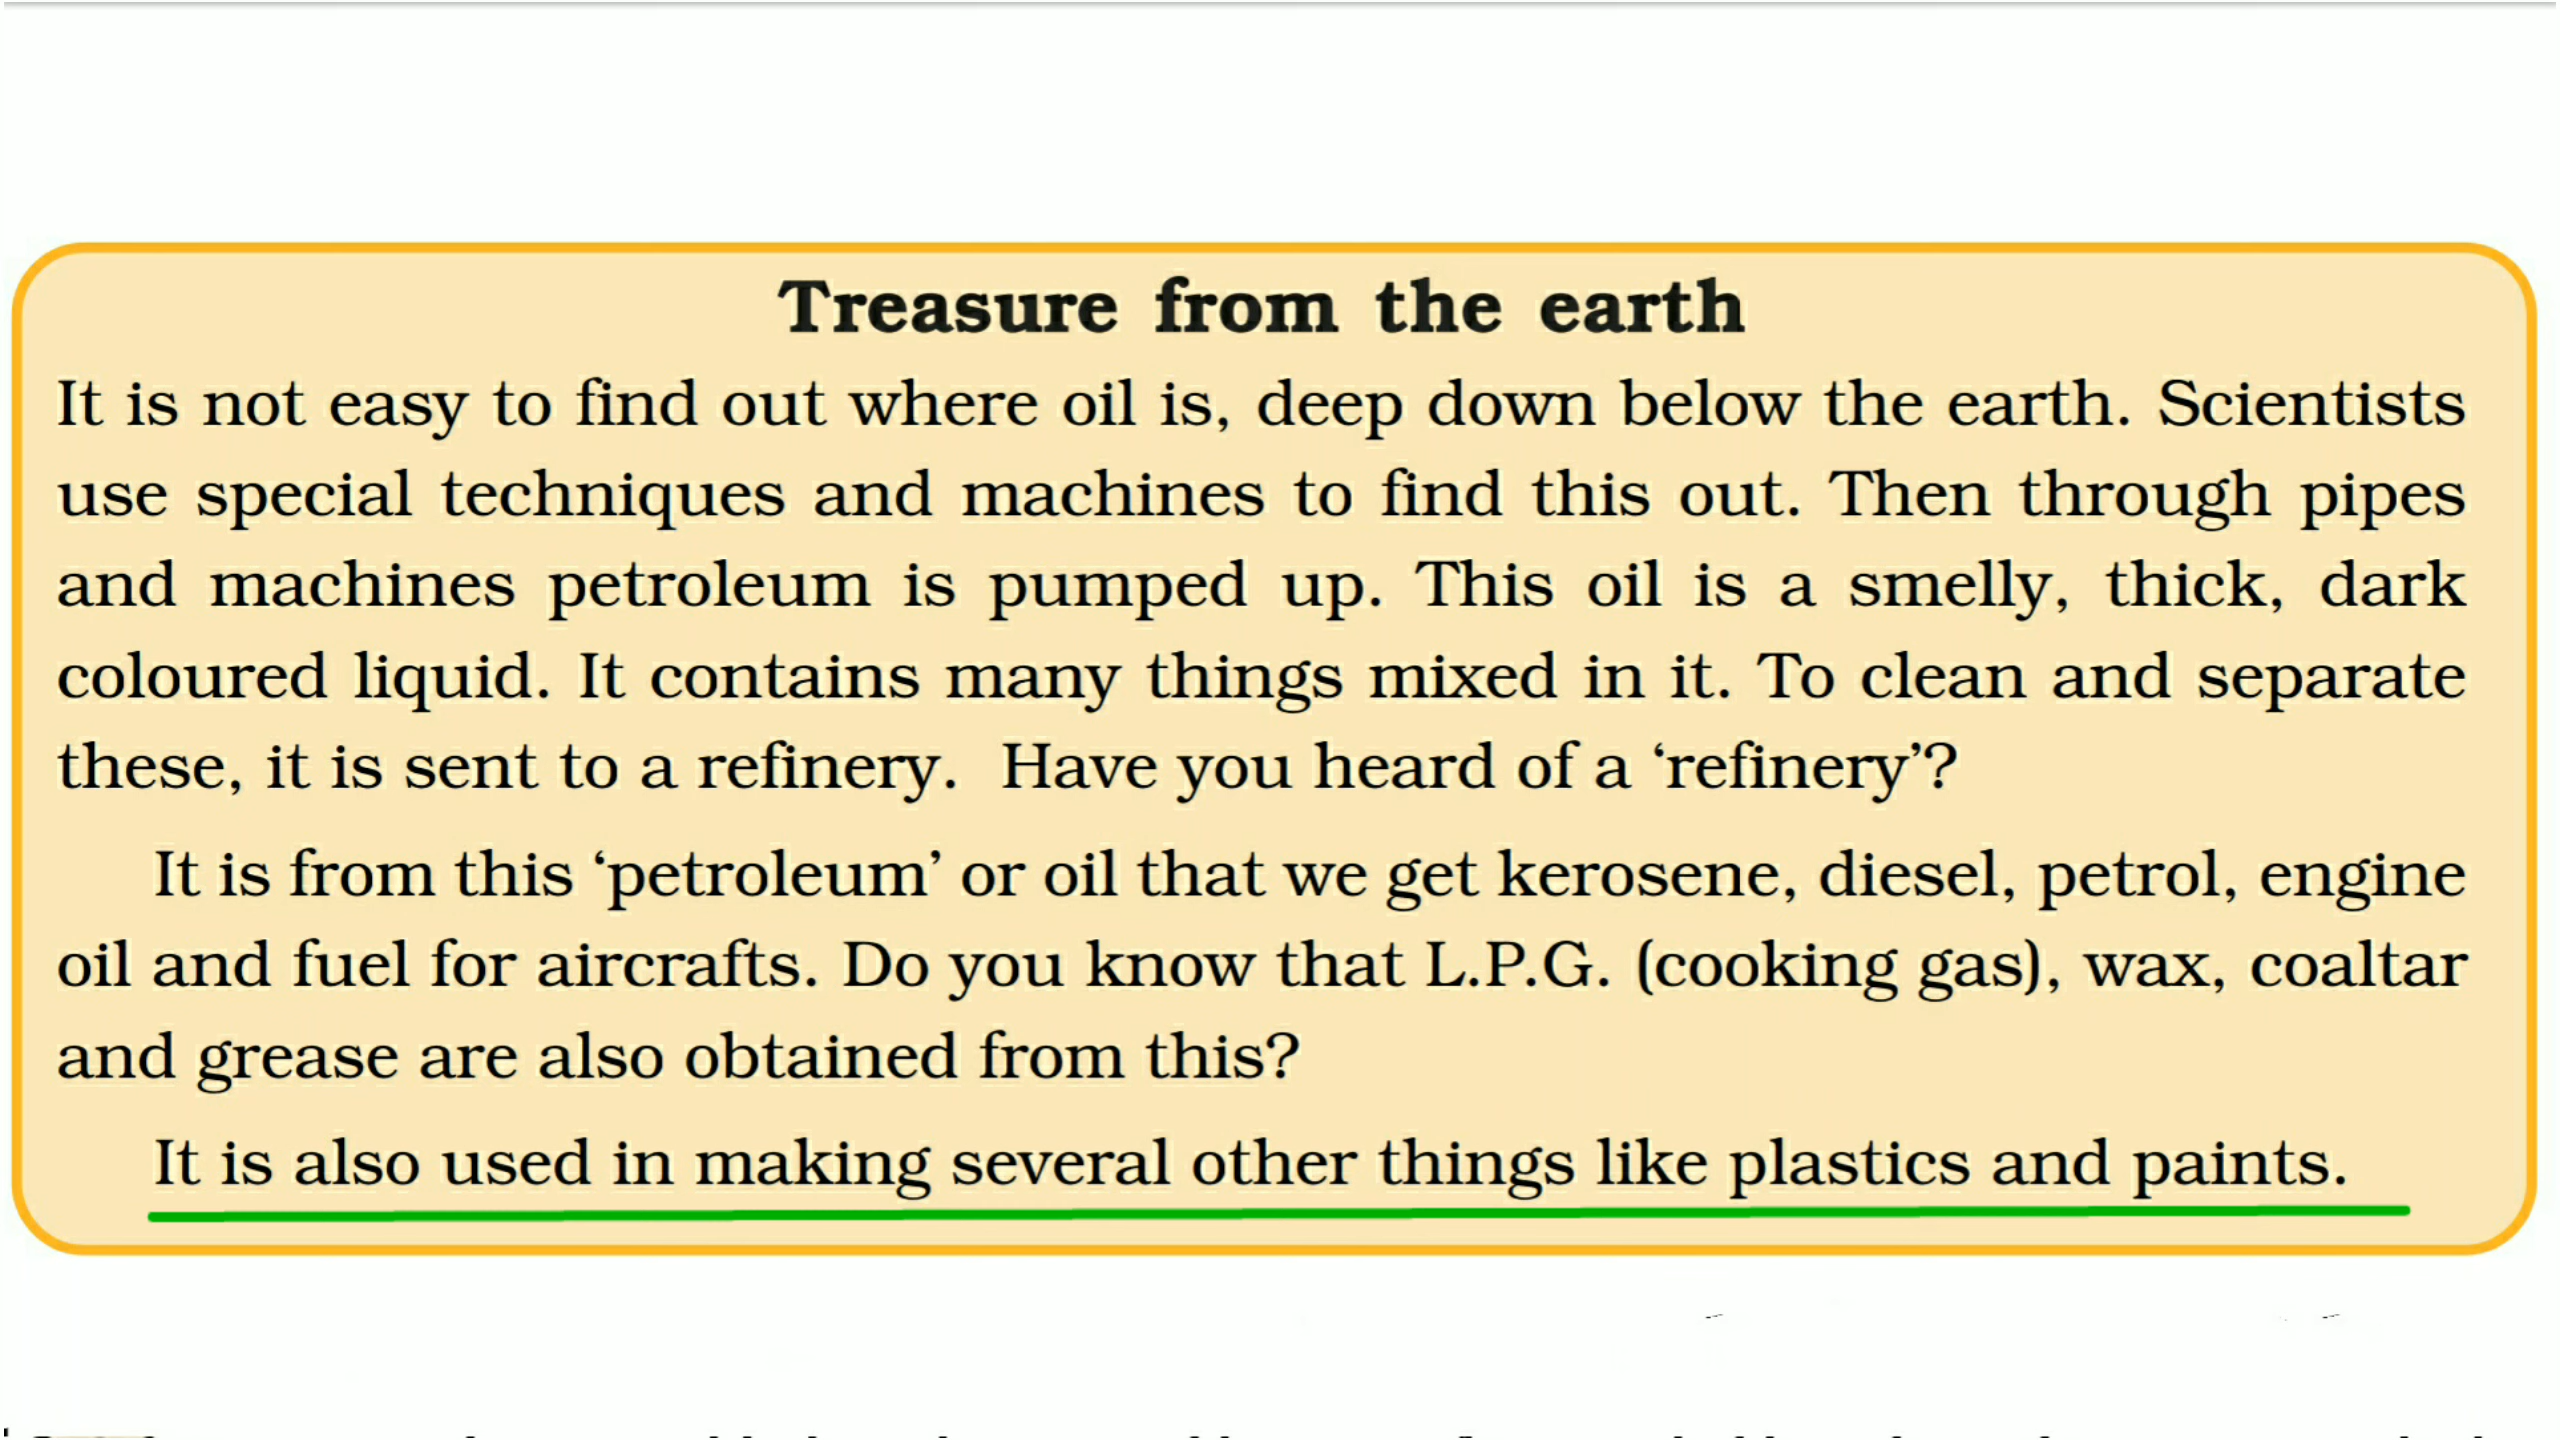 Treasure from the earth
It is not easy to find out where oil is, deep down below the earth. Scientists
use special techniques and machines to find this out. Then through pipes
and machines petroleum is pumped up. This oil is a smelly, thick, dark
coloured liquid. It contains many things mixed in it. To clean and separate
these, it is sent to a refinery. Have you heard of a ‘refinery’?
It is from this ‘petroleum’ or oil that we get kerosene, diesel, petrol, engine
oil and fuel for aircrafts. Do you know that L.P.G. (cooking gas), wax, coaltar
and grease are also obtained from this?
It is also used in making several other things like plastics and paints.